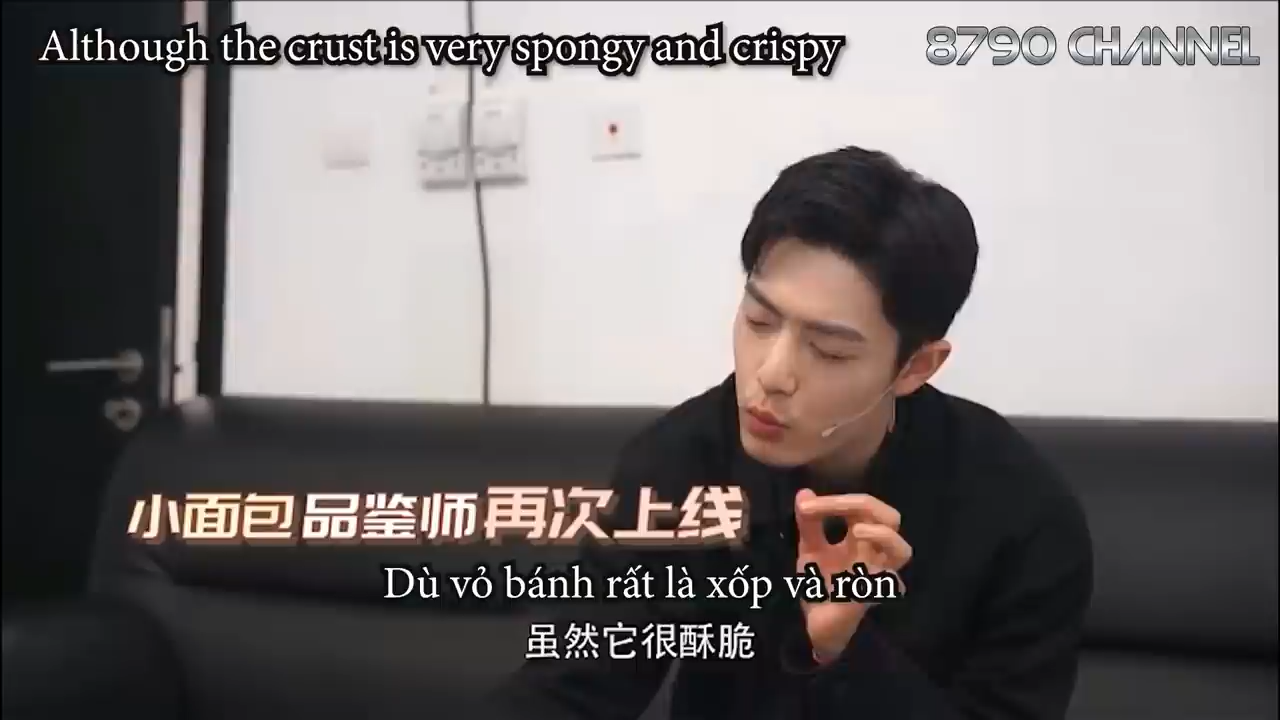 Although the crust is very spongy and crispy
8790 CHANNEL
小面包品鉴师再次上线
Dù vỏ bánh rất là xốp và ròn
虽然它很酥脆